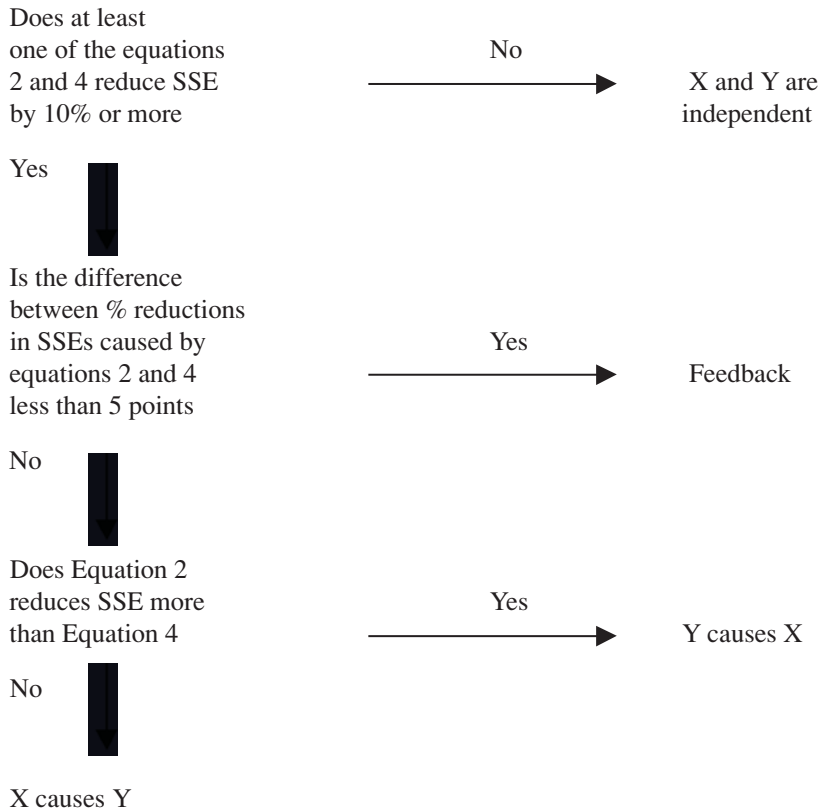 Does at least
one of the equations
2 and 4 reduce SSE
by 10% or more
No
X and Y are
independent
Yes
Is the difference
between % reductions
in SSEs caused by
equations 2 and 4
less than 5 points
Yes
Feedback
No
Does Equation 2
reduces SSE more
than Equation 4
Yes
Y causes X
No
X causes Y